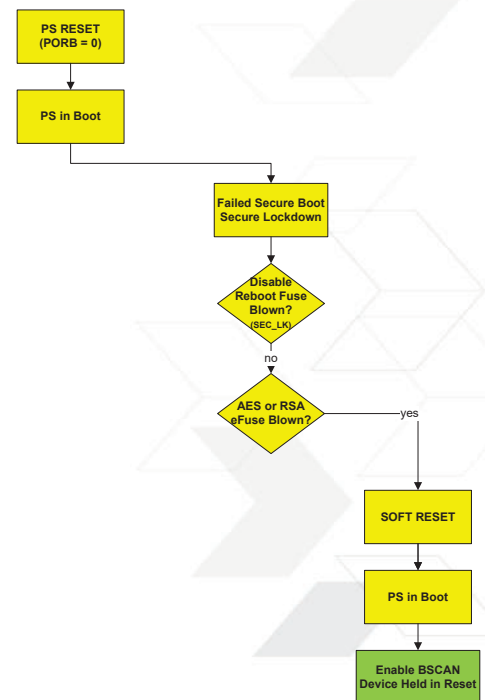 PS RESET
(PORB = 0)
PS in Boot
Failed Secure Boot
Secure Lockdown
Disable
Reboot Fuse
Blown?
(SEC_LK)
no
AES or RSA
eFuse Blown?
yes
SOFT RESET
PS in Boot
Enable BSCAN
Device Held in Reset